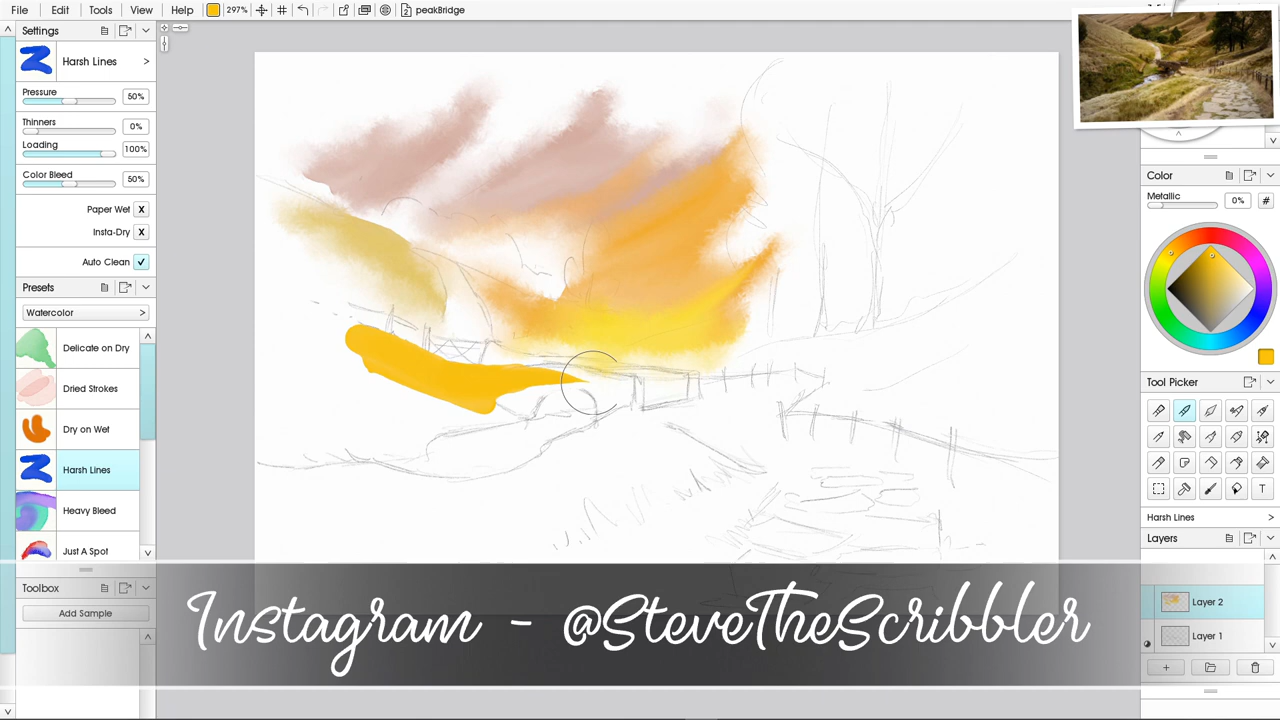 File Edit Tools View Help 297% peakBridge
Settings
Harsh Lines >
Pressure 50%
Thinners 0%
Loading 100%
Color Bleed 50%
Paper Wet X
Insta-Dry X
Auto Clean
Presets
Watercolor >
Delicate on Dry
Dried Strokes
Dry on Wet
Harsh Lines
Heavy Bleed
Just A Spot
Toolbox
Add Sample
Color
Metallic 0% #
Tool Picker
T
Harsh Lines >
Layers
Layer 2
Layer 1
Instagram - @SteveTheScribbler